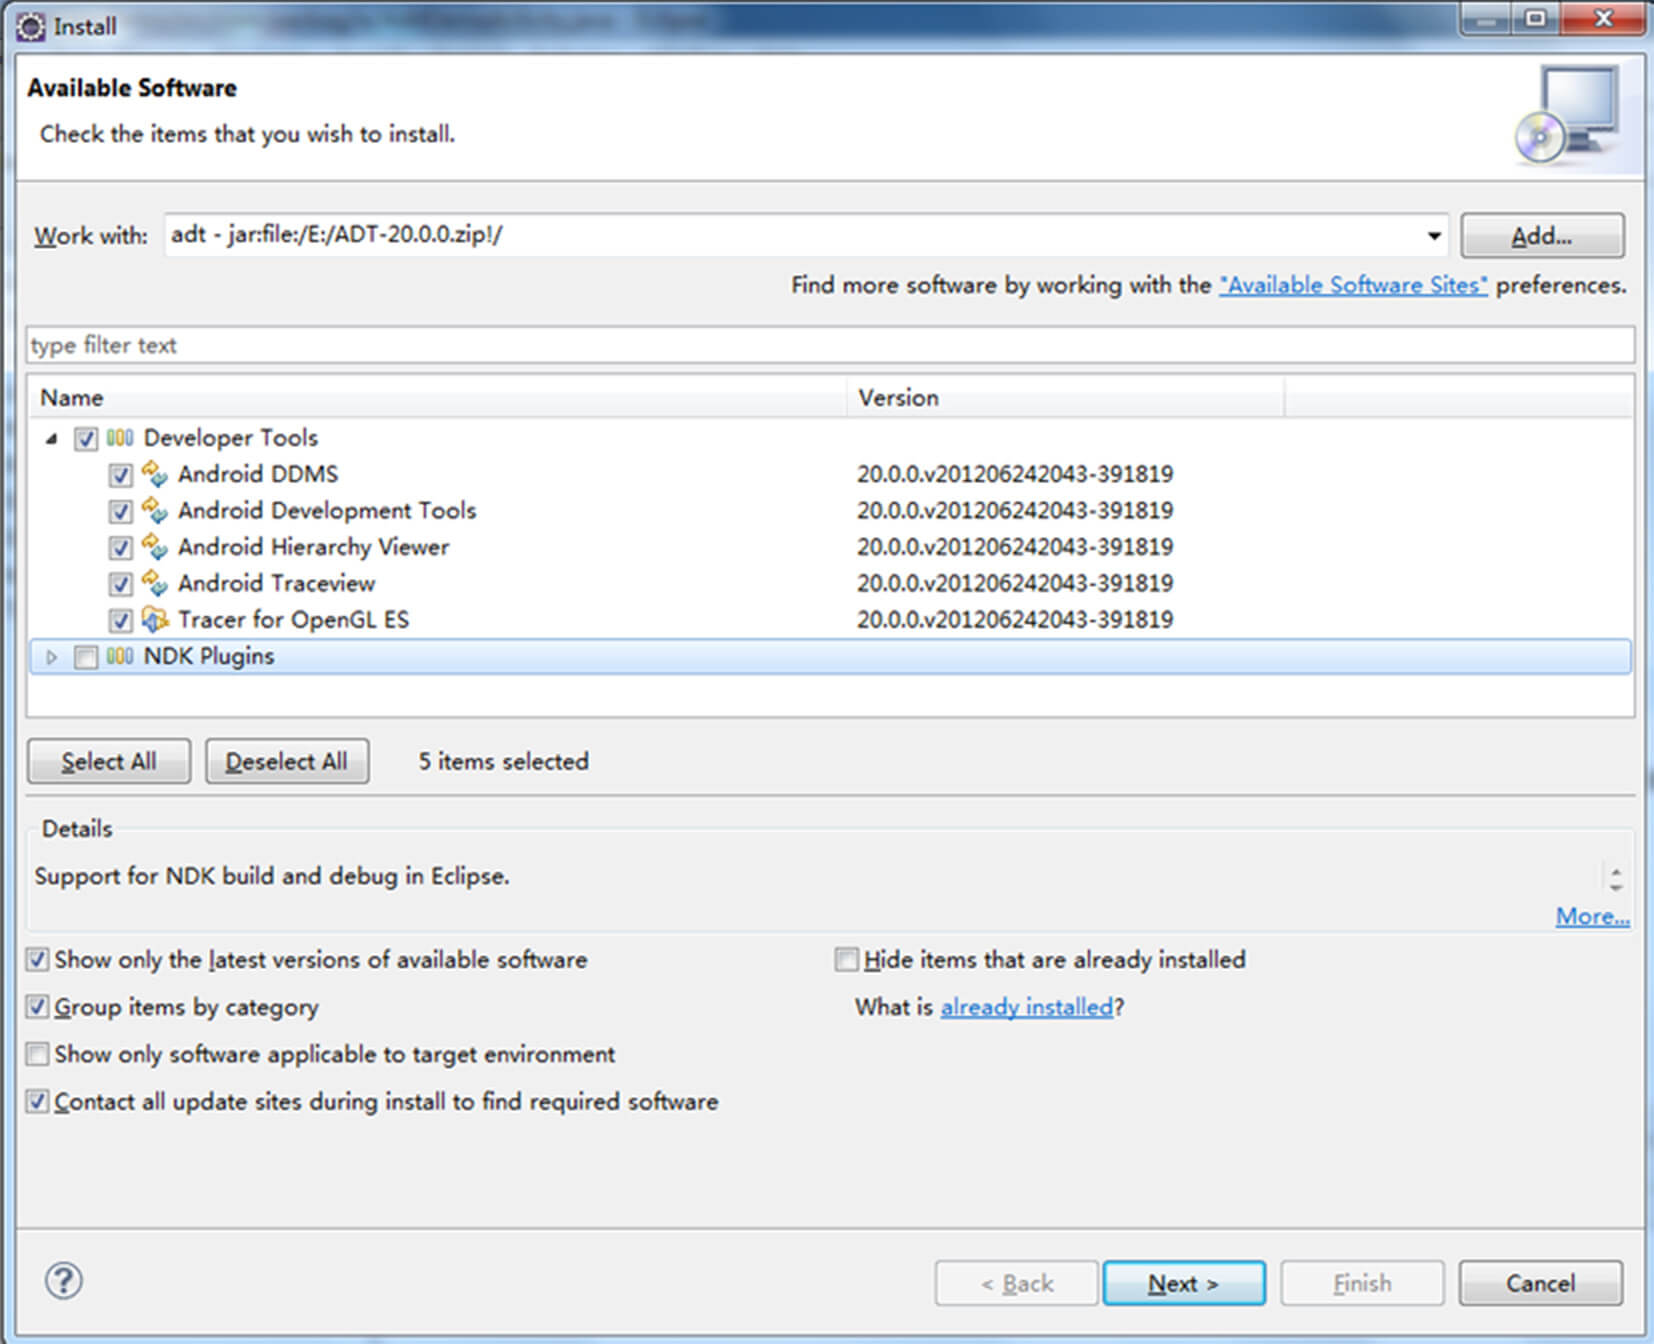 Install
Available Software
Check the items that you wish to install.
Work with: adt - jar:file:/E:/ADT-20.0.0.zip!/ Add...
Find more software by working with the "Available Software Sites" preferences.
type filter text
Name Version
Developer Tools
Android DDMS 20.0.0.v201206242043-391819
Android Development Tools 20.0.0.v201206242043-391819
Android Hierarchy Viewer 20.0.0.v201206242043-391819
Android Traceview 20.0.0.v201206242043-391819
Tracer for OpenGL ES 20.0.0.v201206242043-391819
NDK Plugins
Select All Deselect All 5 items selected
Details
Support for NDK build and debug in Eclipse.
More...
Show only the latest versions of available software Hide items that are already installed
Group items by category What is already installed?
Show only software applicable to target environment
Contact all update sites during install to find required software
? < Back Next > Finish Cancel